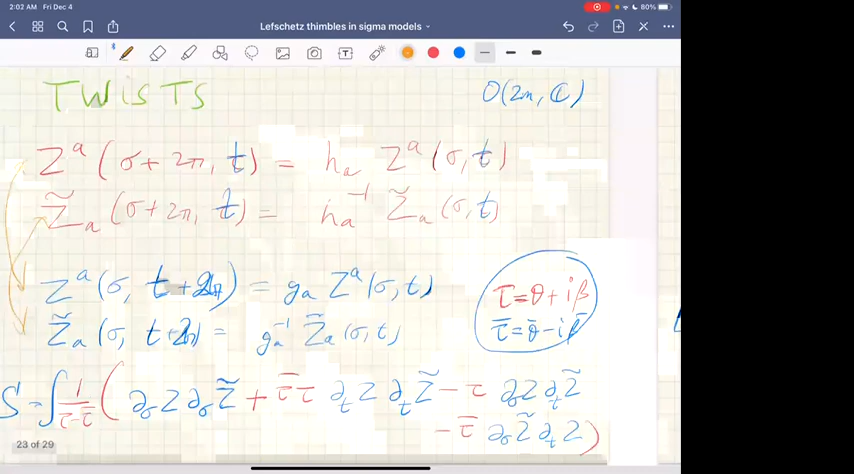 2:02 AM Fri Dec 4 80%
Lefschetz thimbles in sigma models
TWISTS
O(2m, ℂ)
Z^a (σ+2π, t) = h_a Z^a (σ, t)
Z̃_a (σ+2π, t) = h_a^{-1} Z̃_a (σ, t)
Z^a (σ, t+2π) = g_a Z^a (σ, t)
τ = θ + iβ
Z̃_a (σ, t+2π) = g_a^{-1} Z̃_a (σ, t)
τ̄ = θ̄ − iβ̄
S = ∫ 1/(τ−τ̄) ( ∂_σ Z ∂_σ Z̃ + τ̄ τ ∂_t Z ∂_t Z̃ − τ ∂_σ Z ∂_t Z̃
− τ̄ ∂_σ Z̃ ∂_t Z )
23 of 29